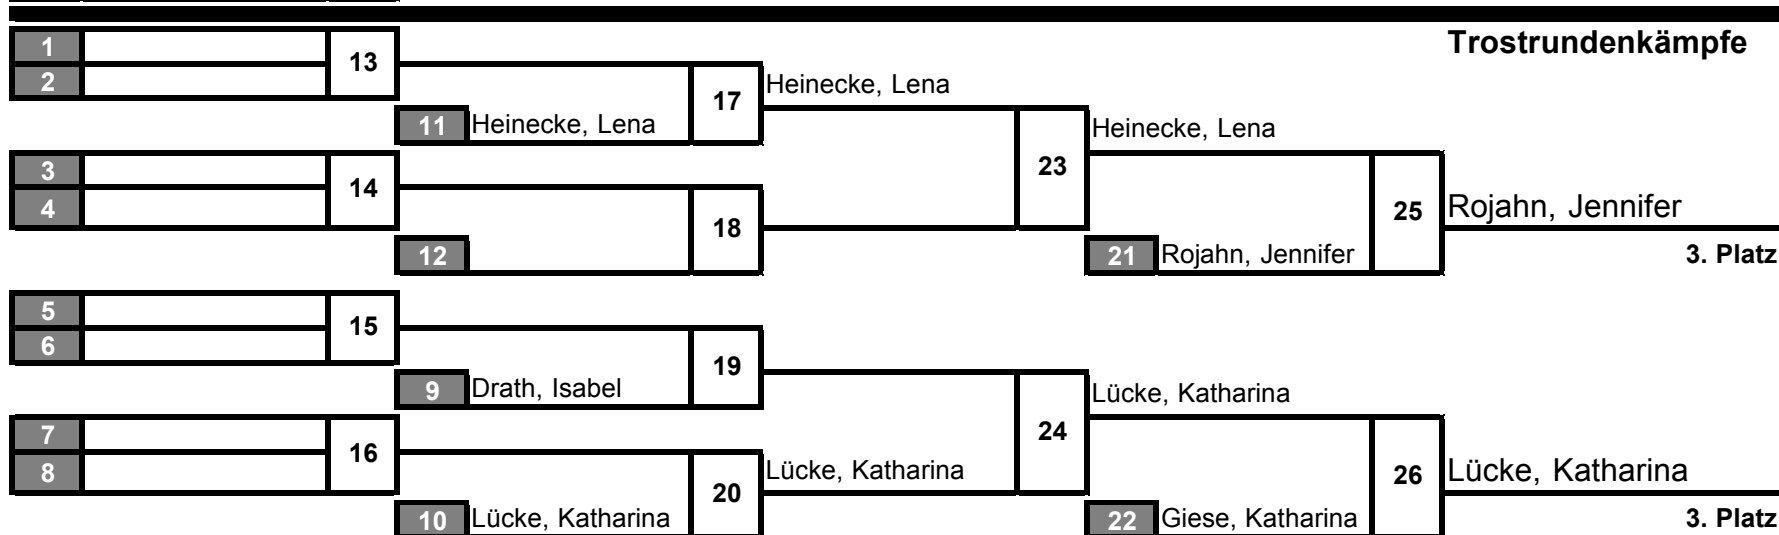 Trostrundenkämpfe
1
13
2
17
Heinecke, Lena
11 Heinecke, Lena
Heinecke, Lena
3
14
23
4
18
25
Rojahn, Jennifer
12
21 Rojahn, Jennifer
3. Platz
5
15
6
19
9 Drath, Isabel
Lücke, Katharina
7
16
24
8
20
Lücke, Katharina
26
Lücke, Katharina
10 Lücke, Katharina
22 Giese, Katharina
3. Platz